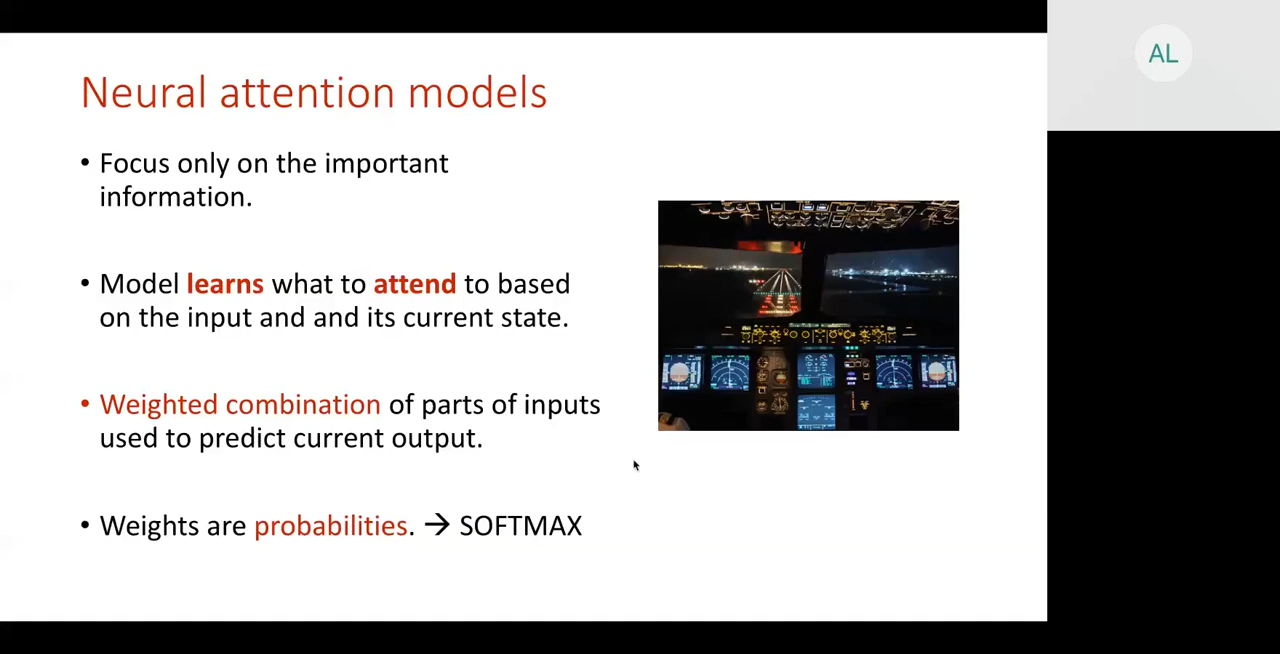 Neural attention models
• Focus only on the important
information.
• Model learns what to attend to based
on the input and and its current state.
• Weighted combination of parts of inputs
used to predict current output.
• Weights are probabilities. → SOFTMAX
AL